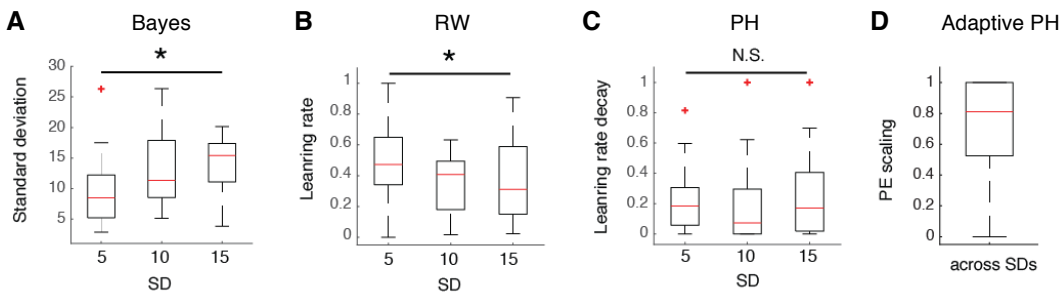 A Bayes
*
Standard deviation
30
25
20
15
10
5
5 10 15
SD
B RW
*
Leanring rate
1
0.8
0.6
0.4
0.2
0
5 10 15
SD
C PH
N.S.
Leanring rate decay
1
0.8
0.6
0.4
0.2
0
5 10 15
SD
D Adaptive PH
PE scaling
1
0.8
0.6
0.4
0.2
0
across SDs